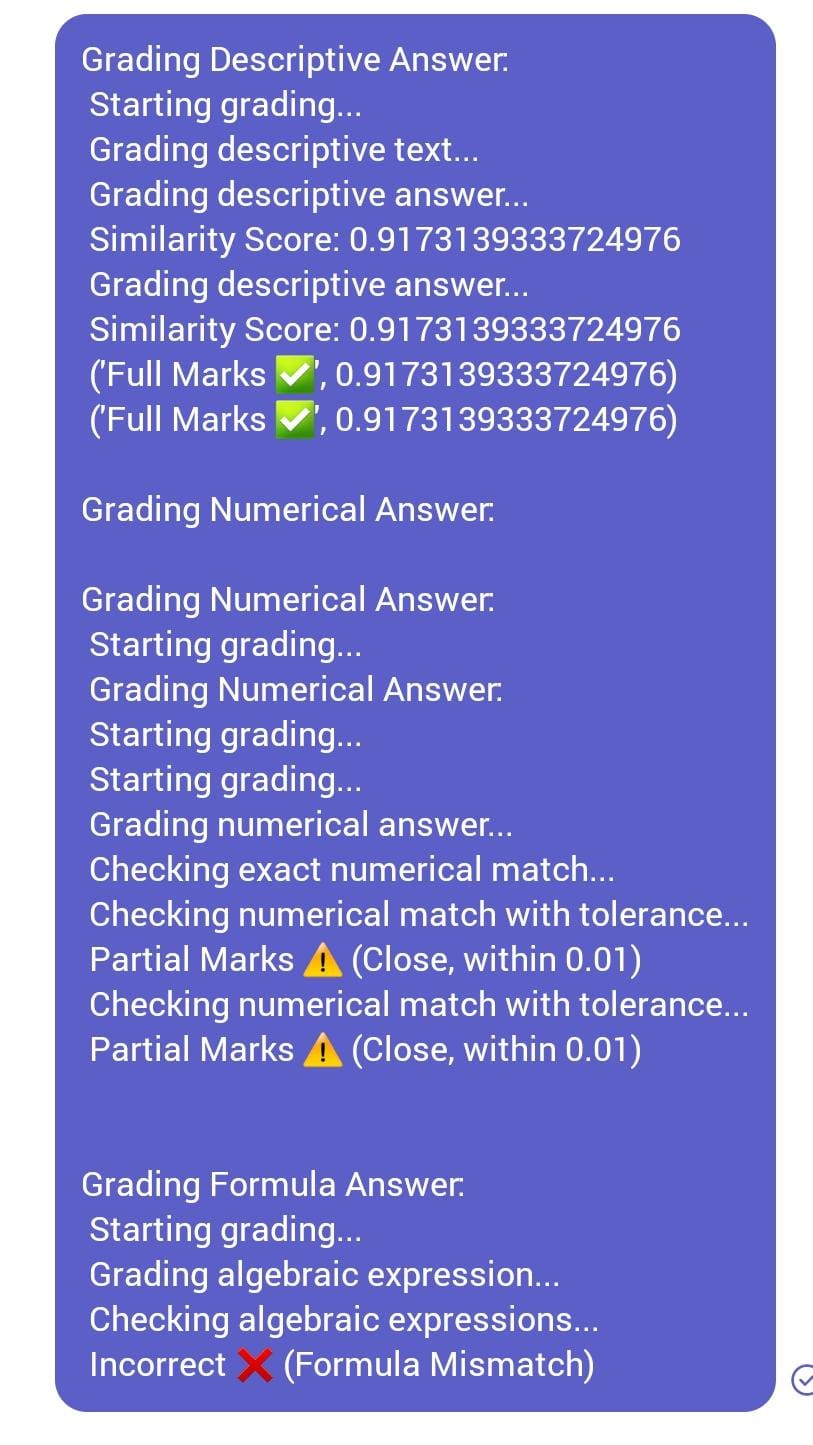 Grading Descriptive Answer:
Starting grading...
Grading descriptive text...
Grading descriptive answer...
Similarity Score: 0.9173139333724976
Grading descriptive answer...
Similarity Score: 0.9173139333724976
('Full Marks ✅', 0.9173139333724976)
('Full Marks ✅', 0.9173139333724976)
Grading Numerical Answer:
Grading Numerical Answer:
Starting grading...
Grading Numerical Answer:
Starting grading...
Starting grading...
Grading numerical answer...
Checking exact numerical match...
Checking numerical match with tolerance...
Partial Marks ⚠️ (Close, within 0.01)
Checking numerical match with tolerance...
Partial Marks ⚠️ (Close, within 0.01)
Grading Formula Answer:
Starting grading...
Grading algebraic expression...
Checking algebraic expressions...
Incorrect ❌ (Formula Mismatch)